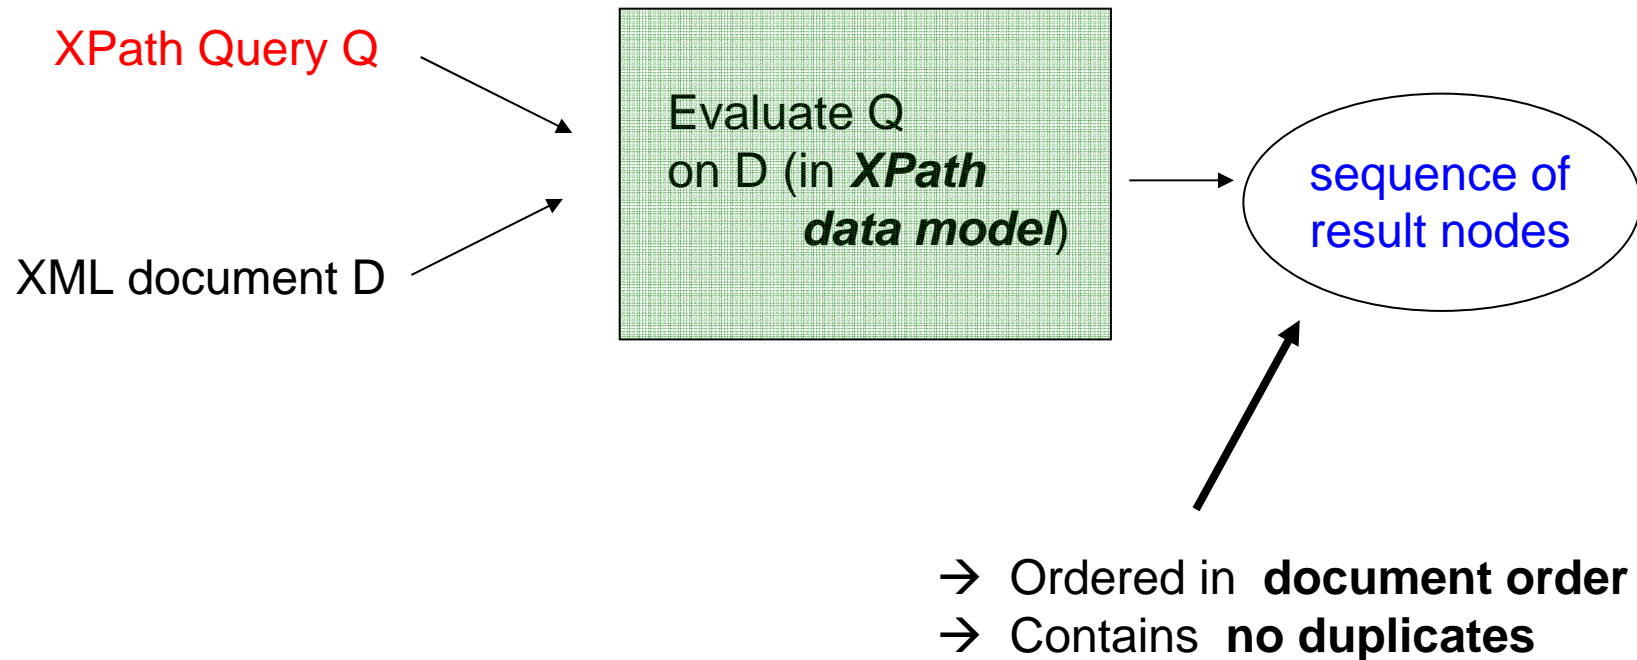 XPath Query Q
XML document D
Evaluate Q
on D (in XPath
data model)
sequence of
result nodes
→ Ordered in document order
→ Contains no duplicates